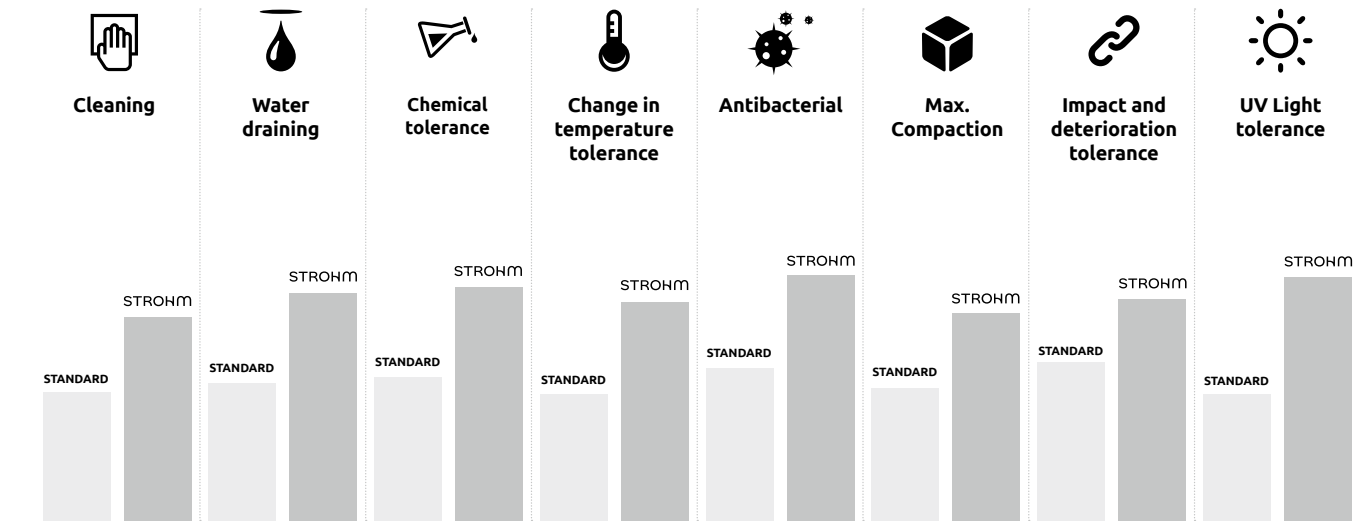 Cleaning
Water
draining
Chemical
tolerance
Change in
temperature
tolerance
Antibacterial
Max.
Compaction
Impact and
deterioration
tolerance
UV Light
tolerance
STANDARD
STROHM
STANDARD
STROHM
STANDARD
STROHM
STANDARD
STROHM
STANDARD
STROHM
STANDARD
STROHM
STANDARD
STROHM
STANDARD
STROHM